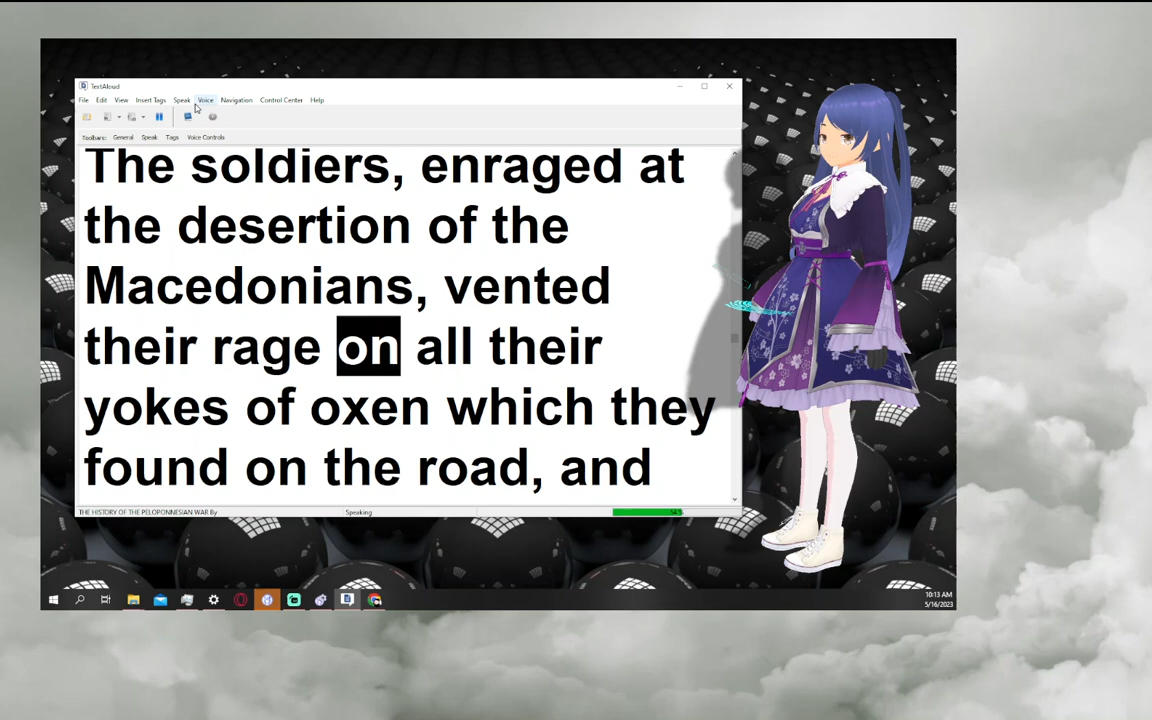 TextAloud
File Edit View Insert Tags Speak Voice Navigation Control Center Help
Toolbars: General Speak Tags Voice Controls
The soldiers, enraged at
the desertion of the
Macedonians, vented
their rage on all their
yokes of oxen which they
found on the road, and
THE HISTORY OF THE PELOPONNESIAN WAR By Speaking
10:13 AM
5/16/2023